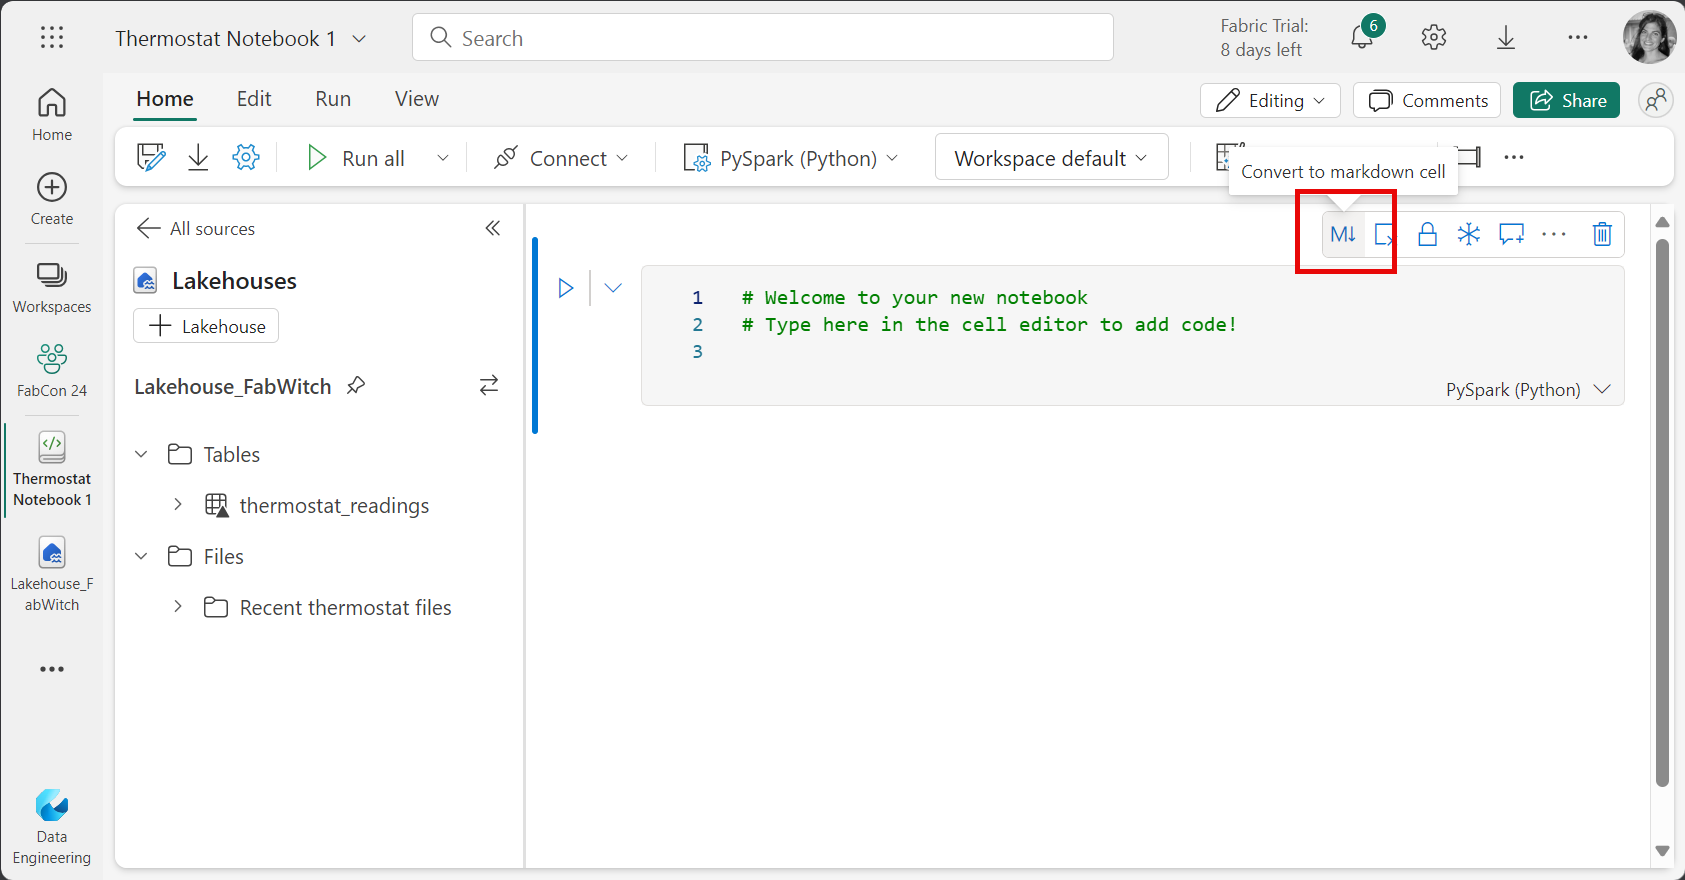 Thermostat Notebook 1
Search
Fabric Trial:
8 days left
6
Home
Edit
Run
View
Editing
Comments
Share
Run all
Connect
PySpark (Python)
Workspace default
Convert to markdown cell
Home
Create
Workspaces
FabCon 24
Thermostat
Notebook 1
Lakehouse_F
abWitch
Data
Engineering
All sources
Lakehouses
Lakehouse
Lakehouse_FabWitch
Tables
thermostat_readings
Files
Recent thermostat files
M↓
1 # Welcome to your new notebook
2 # Type here in the cell editor to add code!
3
PySpark (Python)